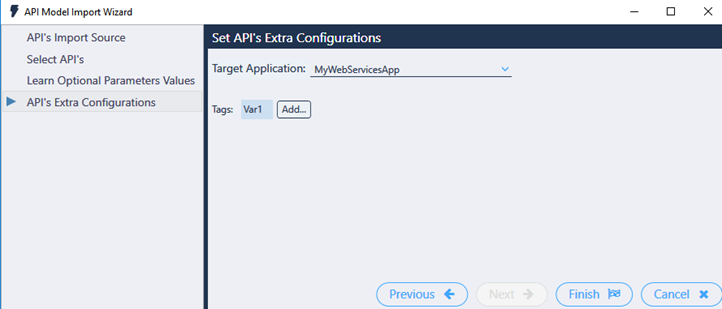 API Model Import Wizard
API's Import Source
Select API's
Learn Optional Parameters Values
API's Extra Configurations
Set API's Extra Configurations
Target Application: MyWebServicesApp
Tags: Var1 Add...
Previous Next Finish Cancel